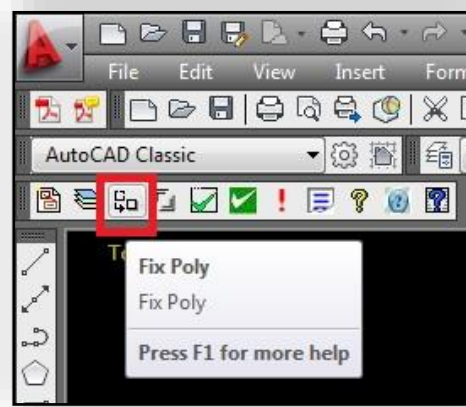 File Edit View Insert Form
AutoCAD Classic
Fix Poly
Fix Poly
Press F1 for more help